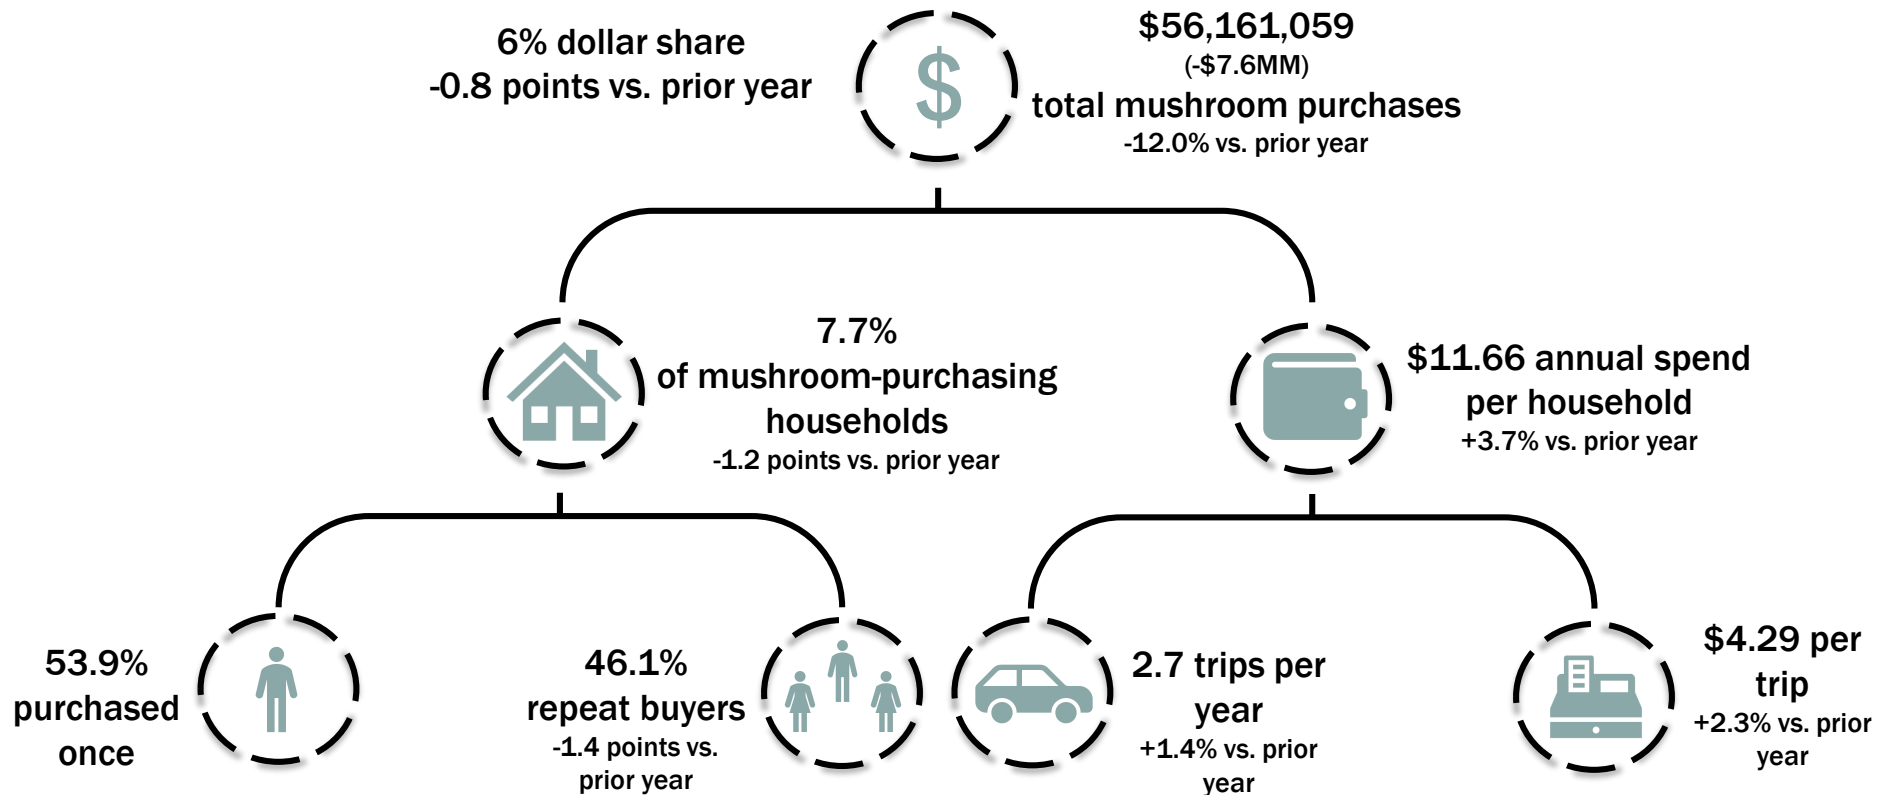 6% dollar share
-0.8 points vs. prior year
$
$56,161,059
(-$7.6MM)
total mushroom purchases
-12.0% vs. prior year
7.7%
of mushroom-purchasing
households
-1.2 points vs. prior year
$11.66 annual spend
per household
+3.7% vs. prior year
53.9%
purchased
once
46.1%
repeat buyers
-1.4 points vs.
prior year
2.7 trips per
year
+1.4% vs. prior
year
$4.29 per
trip
+2.3% vs. prior
year